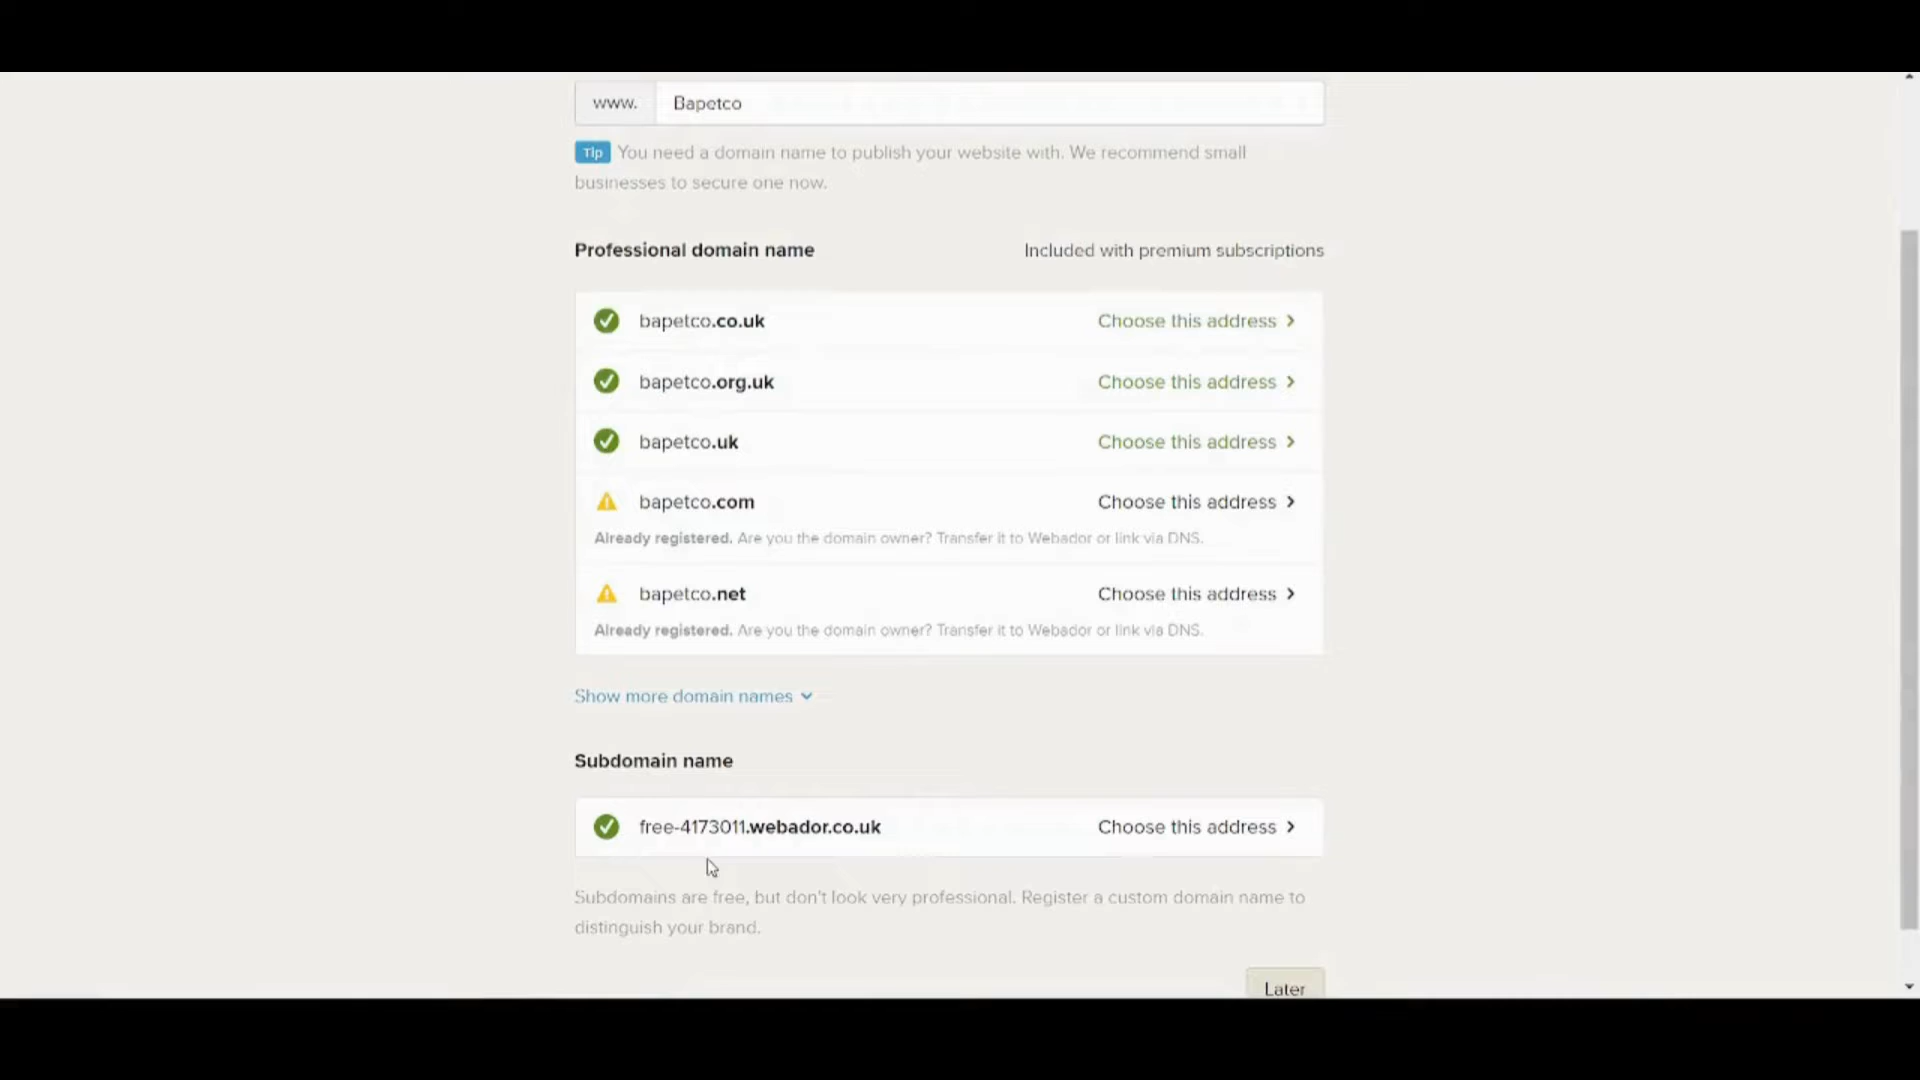 www. Bapetco
Tip You need a domain name to publish your website with. We recommend small
businesses to secure one now.
Professional domain name Included with premium subscriptions
bapetco.co.uk Choose this address
bapetco.org.uk Choose this address
bapetco.uk Choose this address
bapetco.com Choose this address
Already registered. Are you the domain owner? Transfer it to Webador or link via DNS.
bapetco.net Choose this address
Already registered. Are you the domain owner? Transfer it to Webador or link via DNS.
Show more domain names
Subdomain name
free-4173011.webador.co.uk Choose this address
Subdomains are free, but don't look very professional. Register a custom domain name to
distinguish your brand.
Later